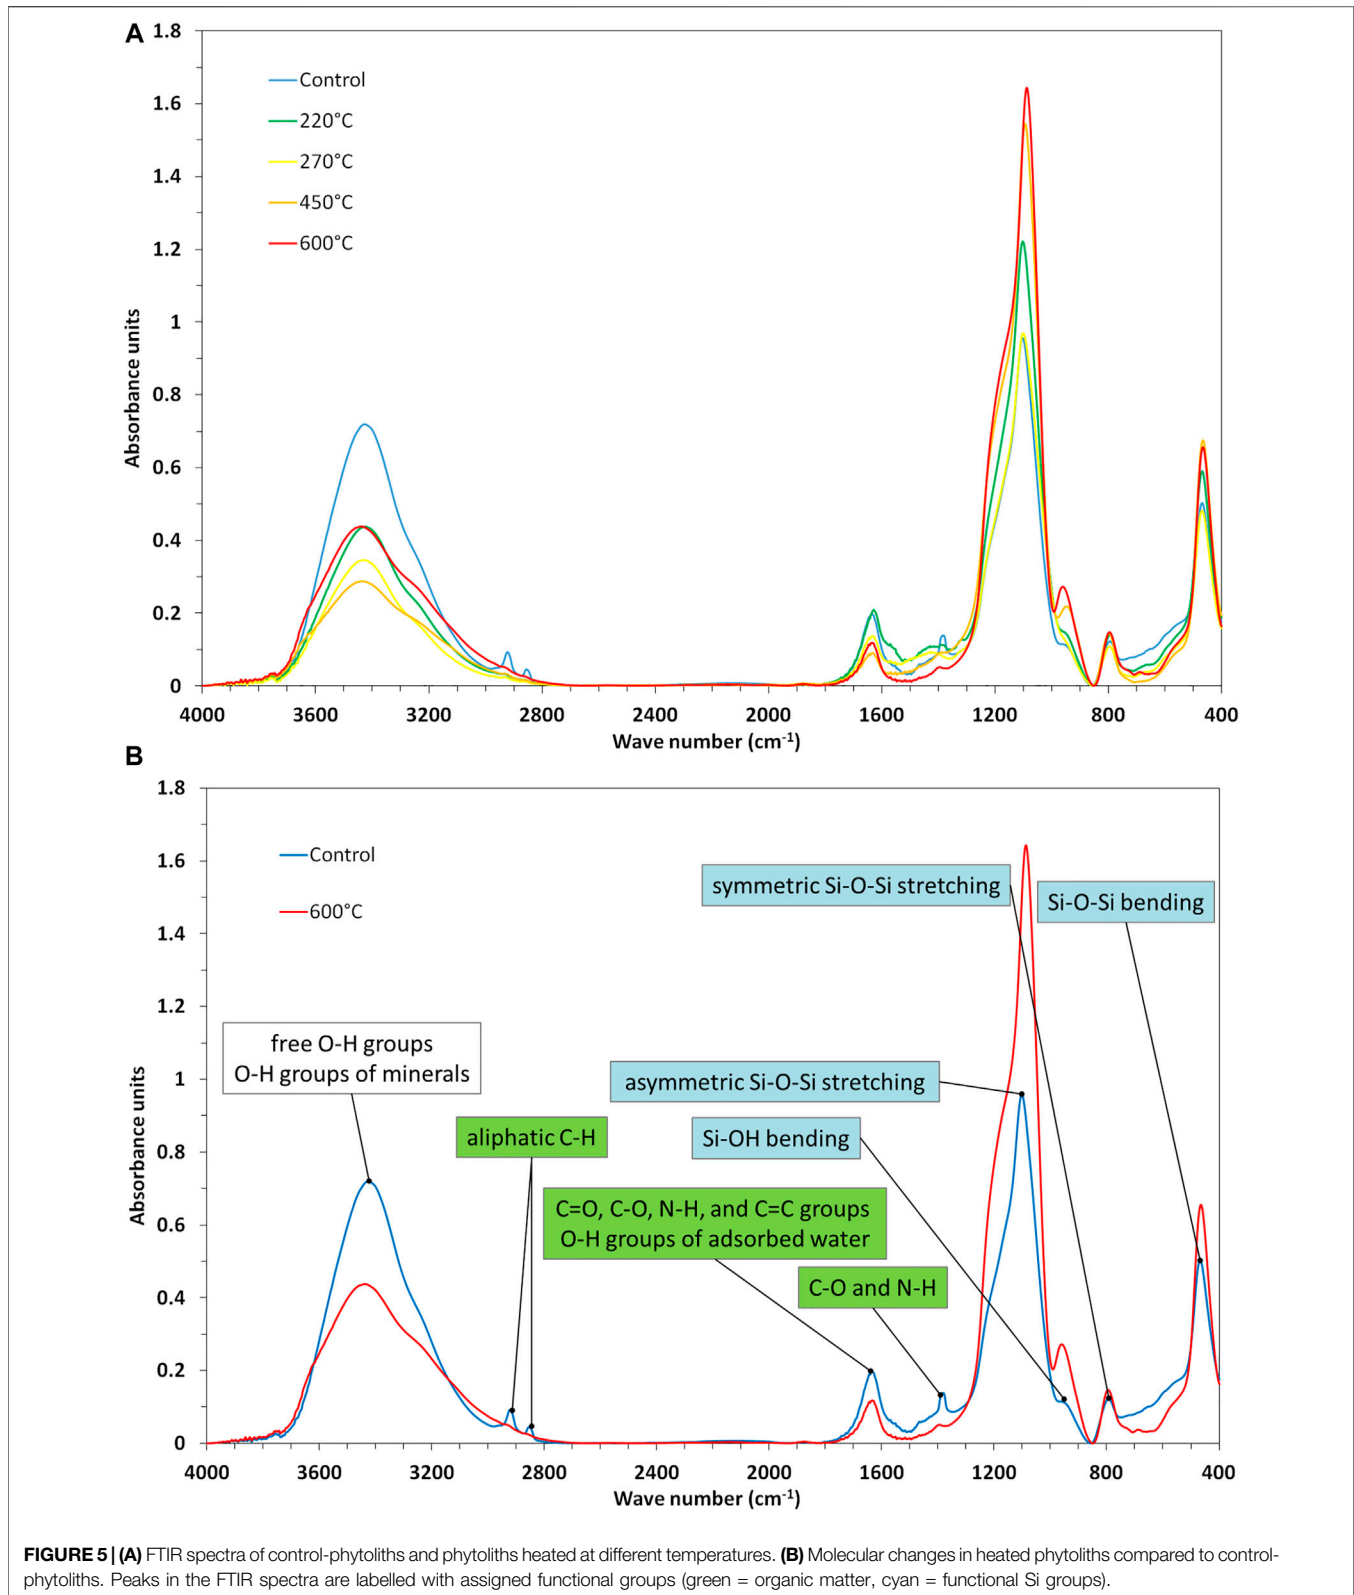 A
1.8
1.6
1.4
1.2
1
0.8
0.6
0.4
0.2
0
Absorbance units
Control
220°C
270°C
450°C
600°C
4000 3600 3200 2800 2400 2000 1600 1200 800 400
Wave number (cm-1)
B
1.8
1.6
1.4
1.2
1
0.8
0.6
0.4
0.2
0
Absorbance units
Control
600°C
symmetric Si-O-Si stretching
Si-O-Si bending
free O-H groups
O-H groups of minerals
asymmetric Si-O-Si stretching
aliphatic C-H
Si-OH bending
C=O, C-O, N-H, and C=C groups
O-H groups of adsorbed water
C-O and N-H
4000 3600 3200 2800 2400 2000 1600 1200 800 400
Wave number (cm-1)
FIGURE 5 | (A) FTIR spectra of control-phytoliths and phytoliths heated at different temperatures. (B) Molecular changes in heated phytoliths compared to control-
phytoliths. Peaks in the FTIR spectra are labelled with assigned functional groups (green = organic matter, cyan = functional Si groups).